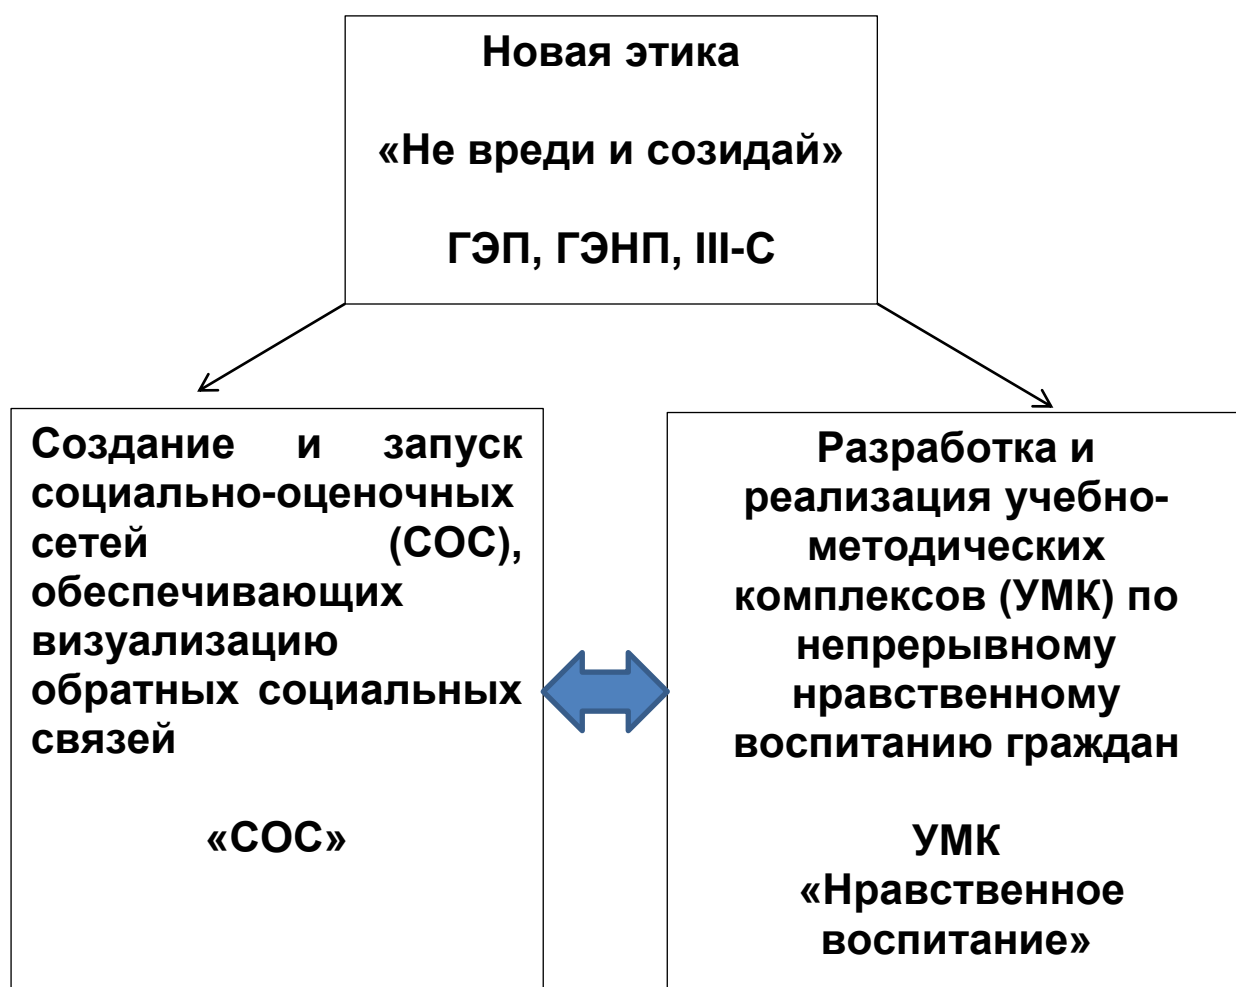 Новая этика
«Не вреди и созидай»
ГЭП, ГЭНП, III-С
Создание и запуск
социально-оценочных
сетей (СОС),
обеспечивающих
визуализацию
обратных социальных
связей
«СОС»
Разработка и
реализация учебно-
методических
комплексов (УМК) по
непрерывному
нравственному
воспитанию граждан
УМК
«Нравственное
воспитание»